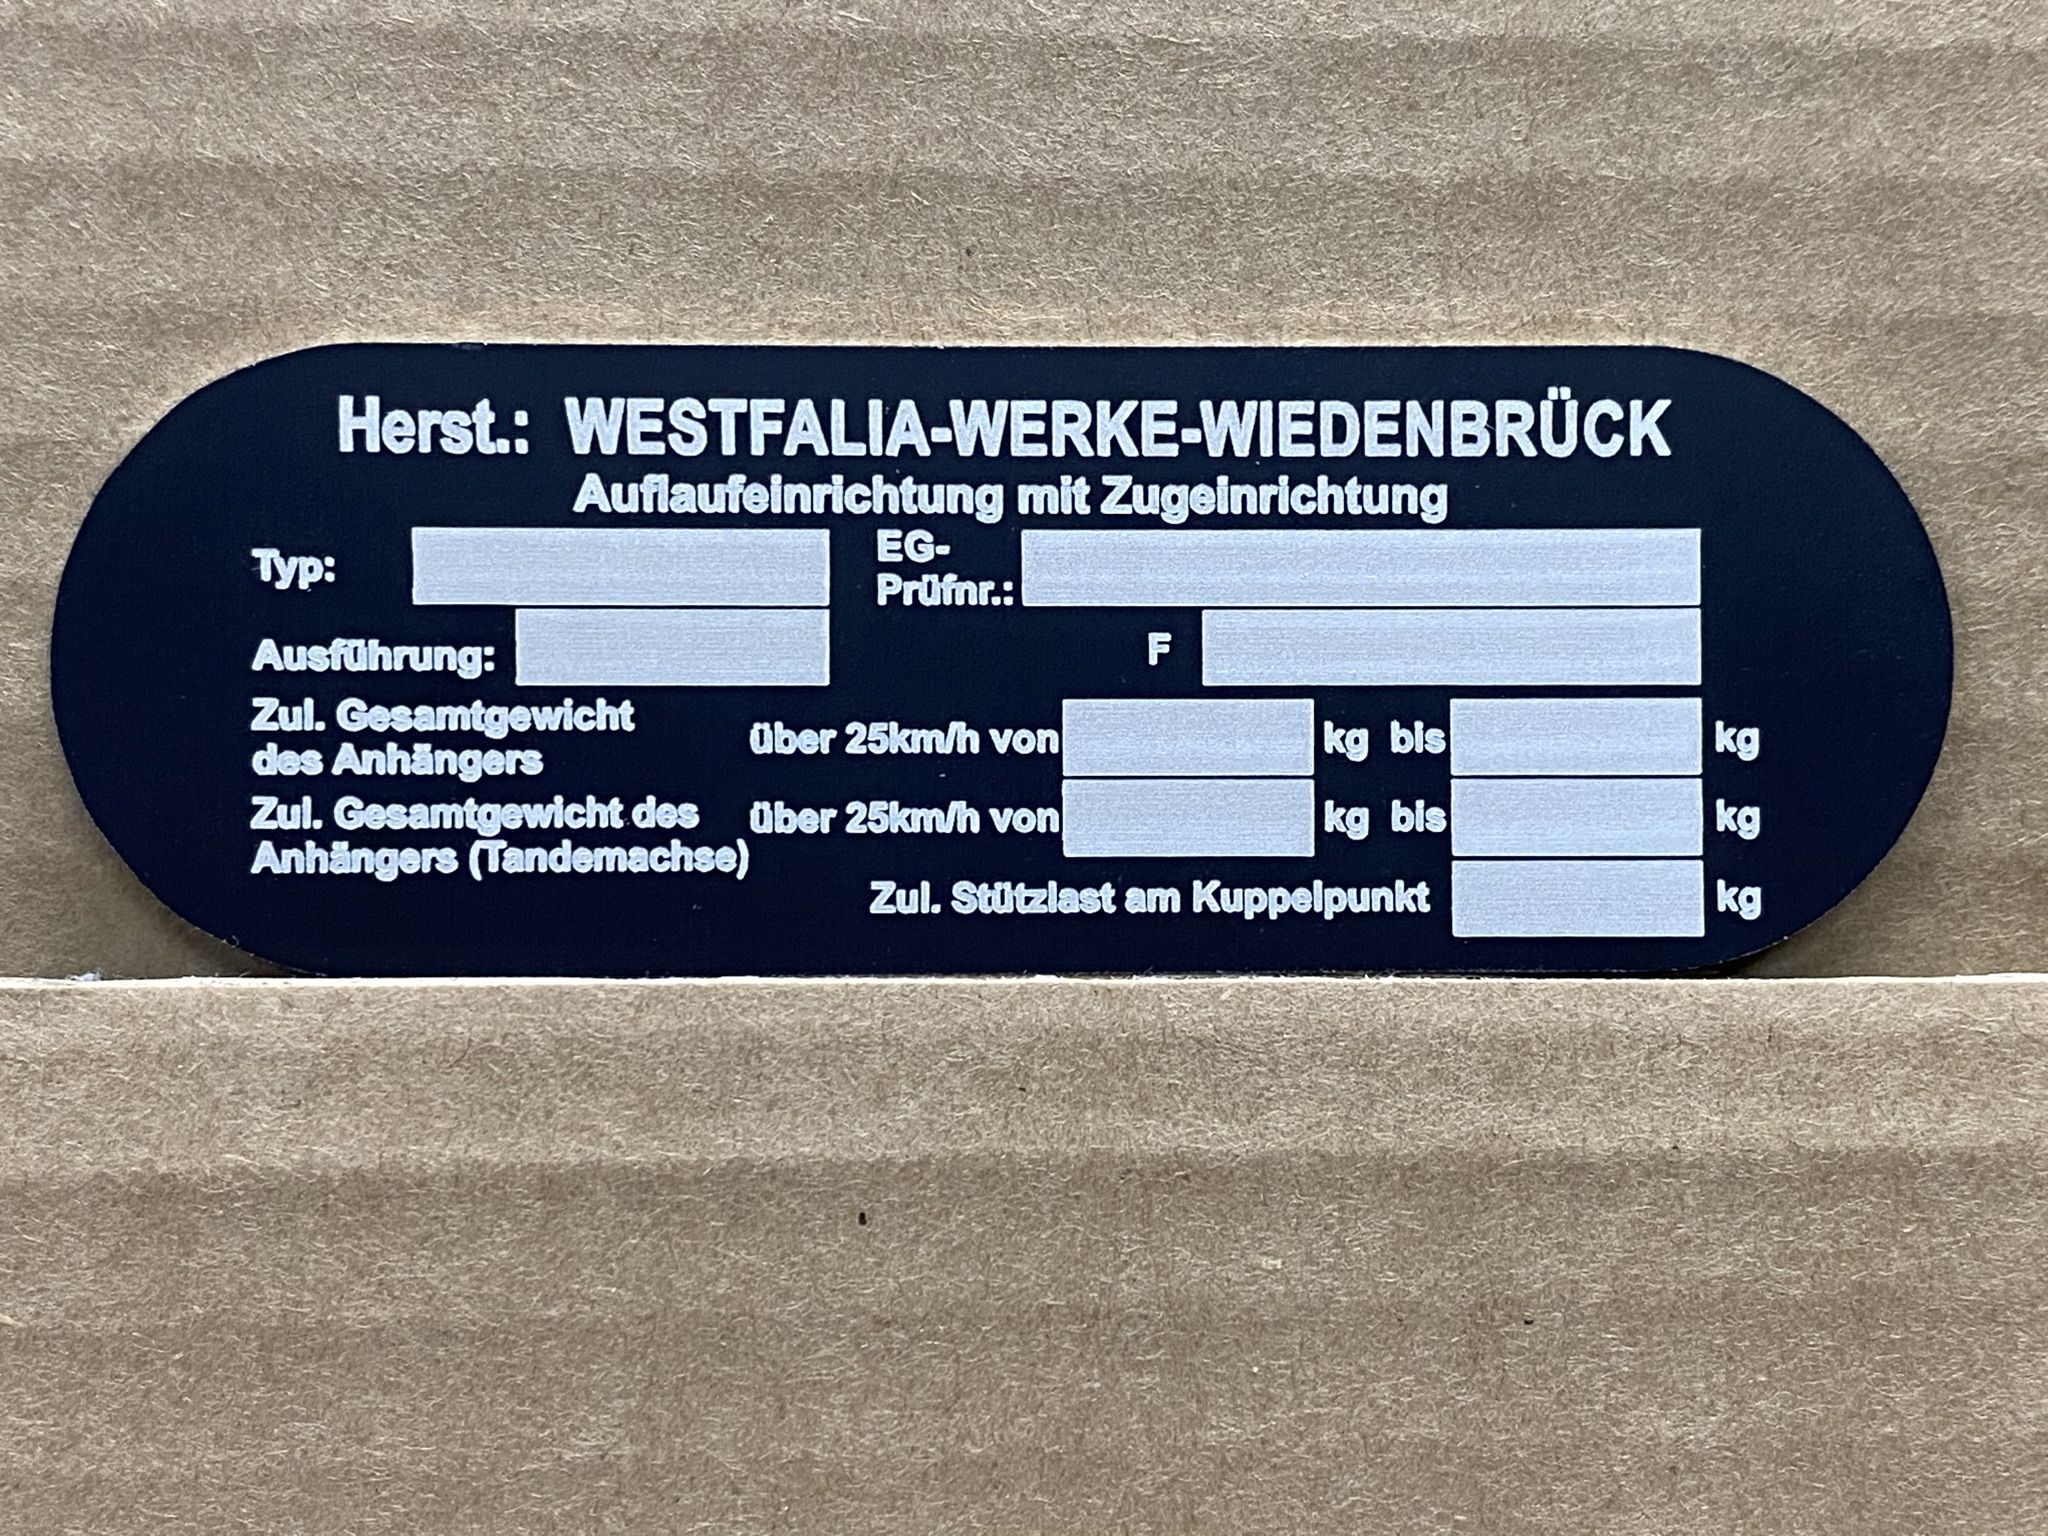 Herst.: WESTFALIA-WERKE-WIEDENBRÜCK
Auflaufeinrichtung mit Zugeinrichtung
Typ:
EG-
Prüfnr.:
Ausführung:
F
Zul. Gesamtgewicht
des Anhängers
über 25km/h von kg bis kg
Zul. Gesamtgewicht des
Anhängers (Tandemachse)
über 25km/h von kg bis kg
Zul. Stützlast am Kuppelpunkt kg